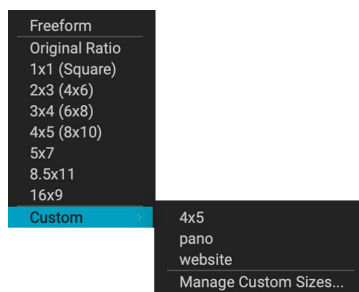 Freeform
Original Ratio
1x1 (Square)
2x3 (4x6)
3x4 (6x8)
4x5 (8x10)
5x7
8.5x11
16x9
Custom
4x5
pano
website
Manage Custom Sizes...